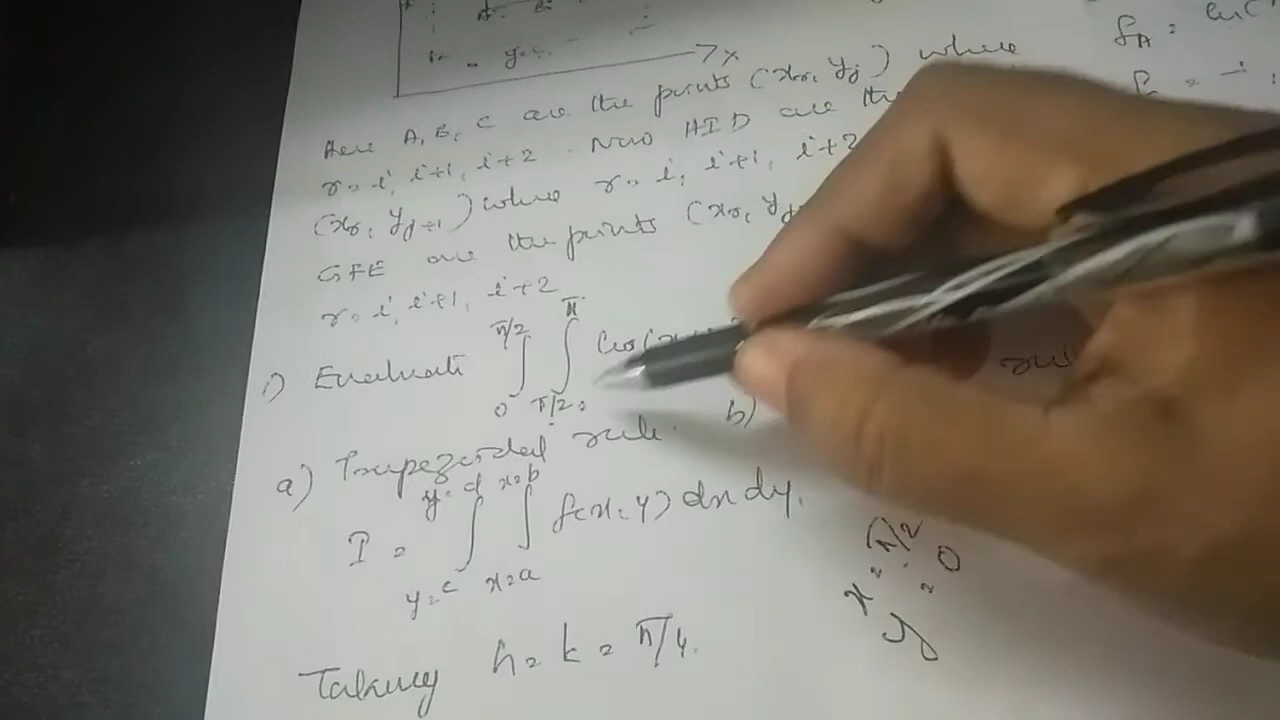 x
Here A, B, C are the points (xr, yj) where
r = i, i+1, i+2. Now HID are the
(xr, yj+1) where r = i, i+1, i+2
GFE are the points (xr, yj
r = i, i+1, i+2
1) Evaluate ∫0^π/2 ∫π/2^π Cos(x
a) Trapezoidal rule. b)
I = ∫y=c^y=d ∫x=a^x=b f(x, y) dx dy.
Taking h = k = π/4.
fA =
x = π/2
y = 0